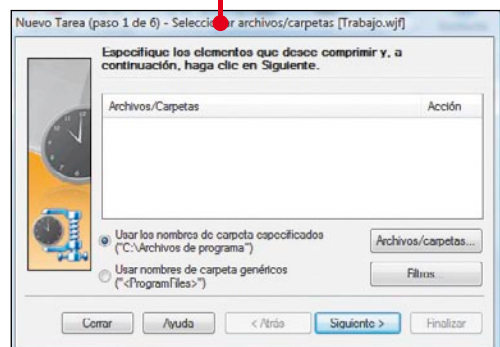 Nuevo Tarea (paso 1 de 6) - Seleccionar archivos/carpetas [Trabajo.wjf]
Especifique los elementos que desee comprimir y, a
continuación, haga clic en Siguiente.
Archivos/Carpetas Acción
Usar los nombres de carpeta especificados
("C:\Archivos de programa")
Archivos/carpetas...
Usar nombres de carpeta genéricos
("<ProgramFiles>")
Filtros...
Cerrar Ayuda < Atrás Siguiente > Finalizar